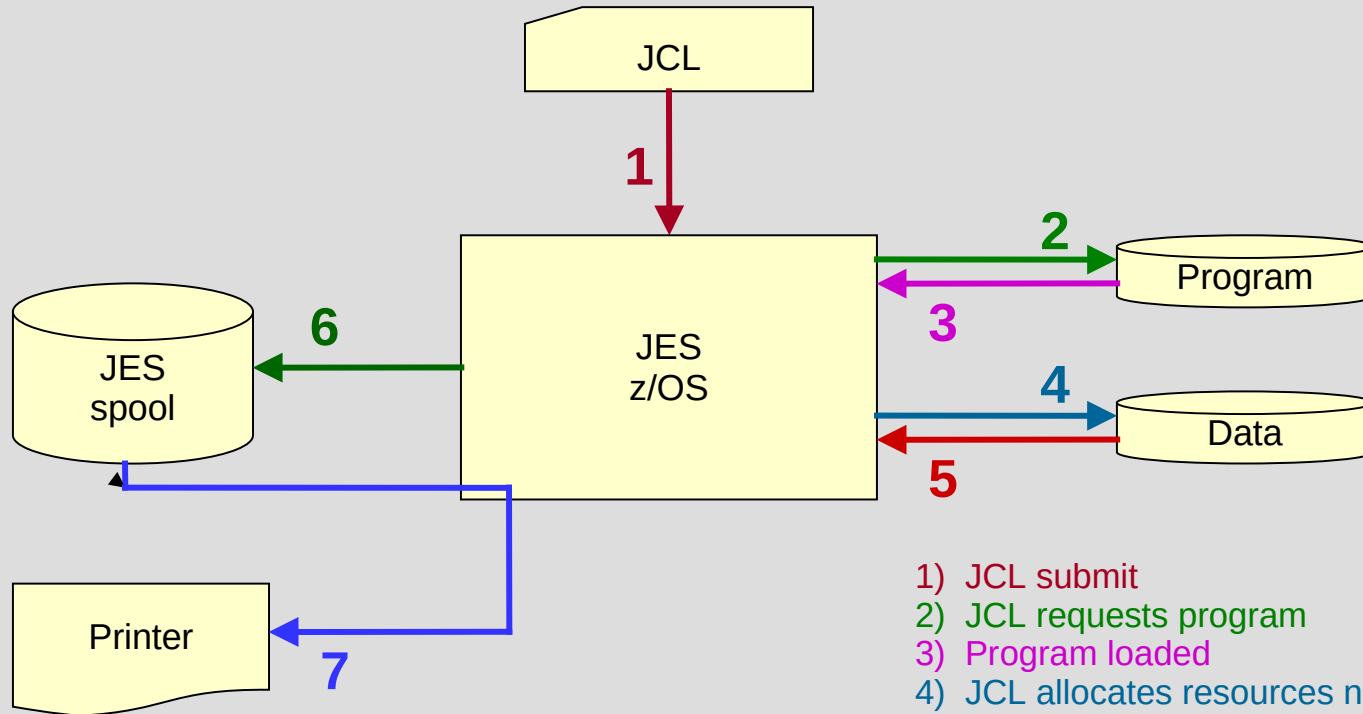 JCL
1
2
Program
3
6
JES
spool
JES
z/OS
4
Data
5
1) JCL submit
2) JCL requests program
3) Program loaded
4) JCL allocates resources n
Printer
7